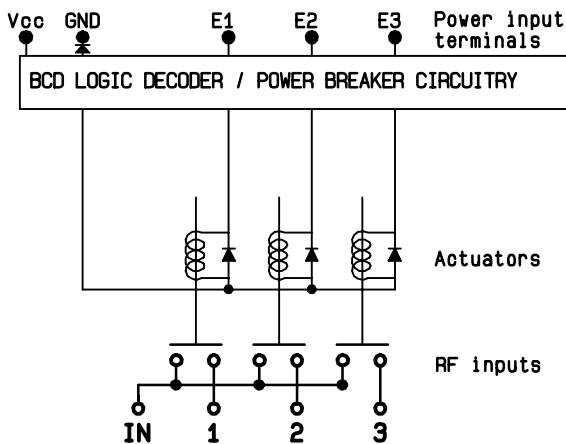 Vcc GND E1 E2 E3 Power input
terminals
BCD LOGIC DECODER / POWER BREAKER CIRCUITRY
Actuators
RF inputs
IN 1 2 3